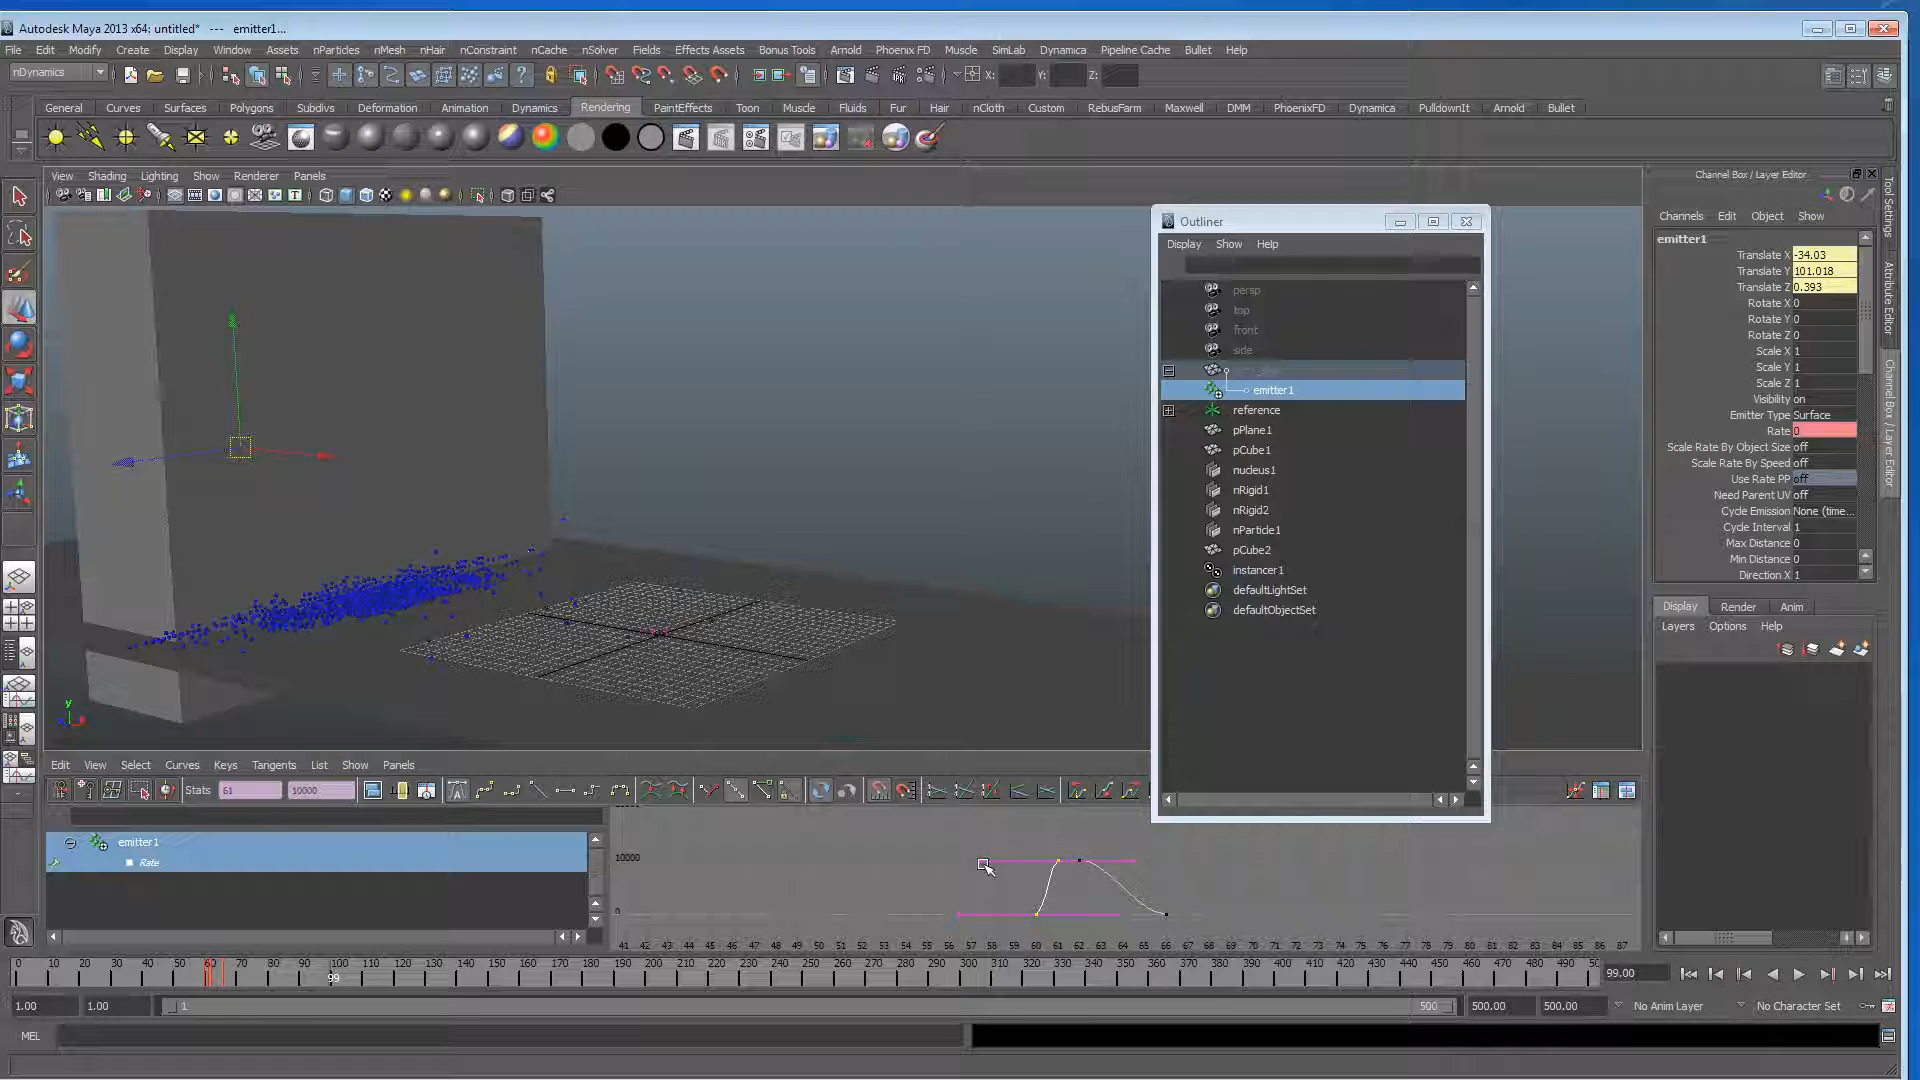 Autodesk Maya 2013 x64: untitled*   ---   emitter1...
File Edit Modify Create Display Window Assets nParticles nMesh nHair nConstraint nCache nSolver Fields Effects Assets Bonus Tools Arnold Phoenix FD Muscle SimLab Dynamica Pipeline Cache Bullet Help
nDynamics X: Y: Z:
General Curves Surfaces Polygons Subdivs Deformation Animation Dynamics Rendering PaintEffects Toon Muscle Fluids Fur Hair nCloth Custom RebusFarm Maxwell DMM PhoenixFD Dynamica PulldownIt Arnold Bullet
View Shading Lighting Show Renderer Panels
Outliner
Display Show Help
persp
top
front
side
emitter1
reference
pPlane1
pCube1
nucleus1
nRigid1
nRigid2
nParticle1
pCube2
instancer1
defaultLightSet
defaultObjectSet
Channel Box / Layer Editor
Channels Edit Object Show
emitter1
Translate X -34.03
Translate Y 101.018
Translate Z 0.393
Rotate X 0
Rotate Y 0
Rotate Z 0
Scale X 1
Scale Y 1
Scale Z 1
Visibility on
Emitter Type Surface
Rate 0
Scale Rate By Object Size off
Scale Rate By Speed off
Use Rate PP off
Need Parent UV off
Cycle Emission None (time...
Cycle Interval 1
Max Distance 0
Min Distance 0
Direction X 1
Tool Settings
Attribute Editor
Channel Box / Layer Editor
Display Render Anim
Layers Options Help
y
Edit View Select Curves Keys Tangents List Show Panels
Stats 61 10000
emitter1
Rate
10000
0
41 42 43 44 45 46 47 48 49 50 51 52 53 54 55 56 57 58 59 60 61 62 63 64 65 66 67 68 69 70 71 72 73 74 75 76 77 78 79 80 81 82 83 84 85 86 87
0 10 20 30 40 50 60 70 80 90 100 110 120 130 140 150 160 170 180 190 200 210 220 230 240 250 260 270 280 290 300 310 320 330 340 350 360 370 380 390 400 410 420 430 440 450 460 470 480 490 50
99
99.00
1.00 1.00 1 500 500.00 500.00 No Anim Layer No Character Set
MEL